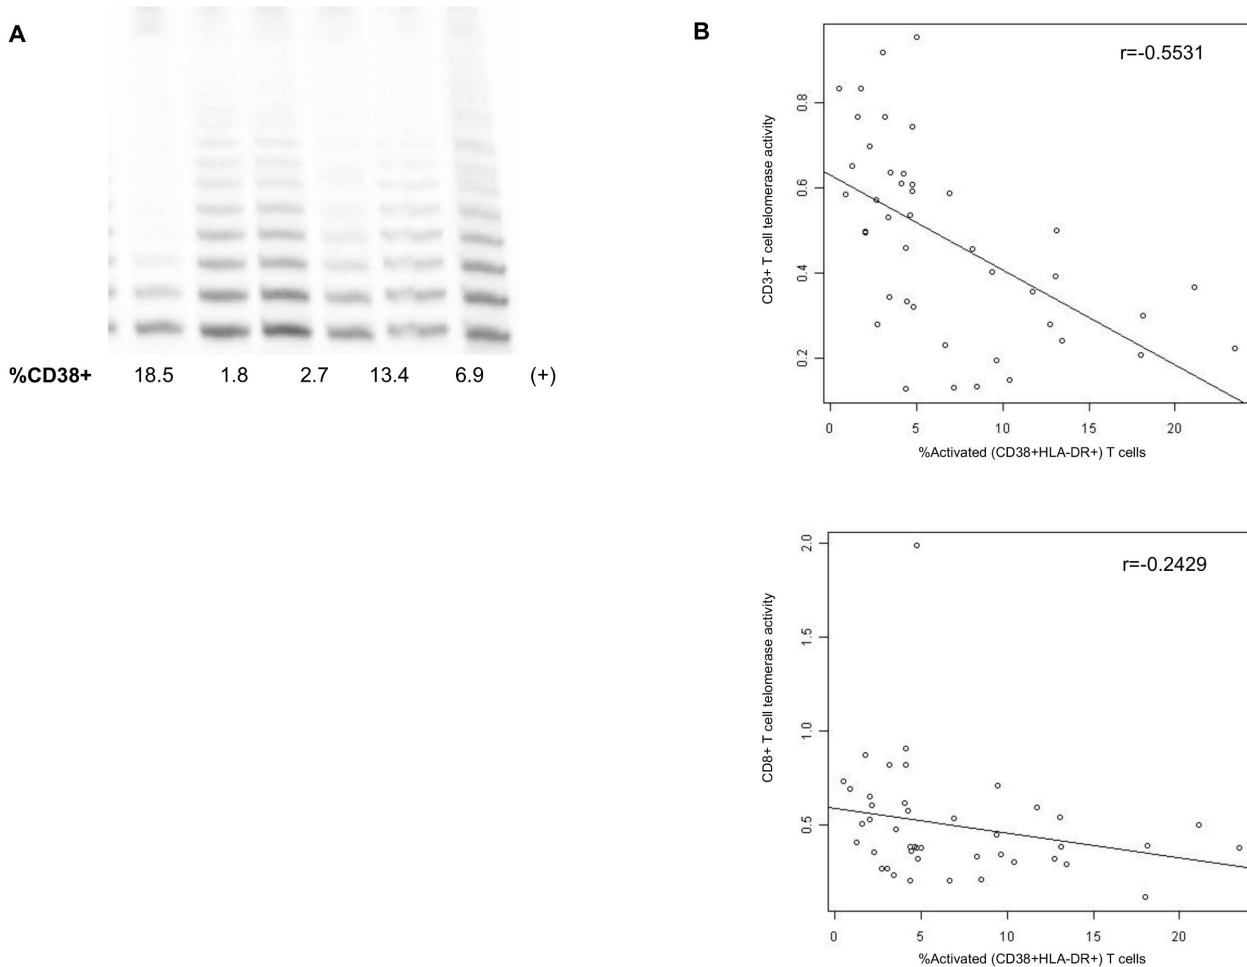 A
%CD38+ 18.5 1.8 2.7 13.4 6.9 (+)
B
r=-0.5531
CD3+ T cell telomerase activity
0.8
0.6
0.4
0.2
0 5 10 15 20
%Activated (CD38+HLA-DR+) T cells
r=-0.2429
CD8+ T cell telomerase activity
2.0
1.5
1.0
0.5
0 5 10 15 20
%Activated (CD38+HLA-DR+) T cells